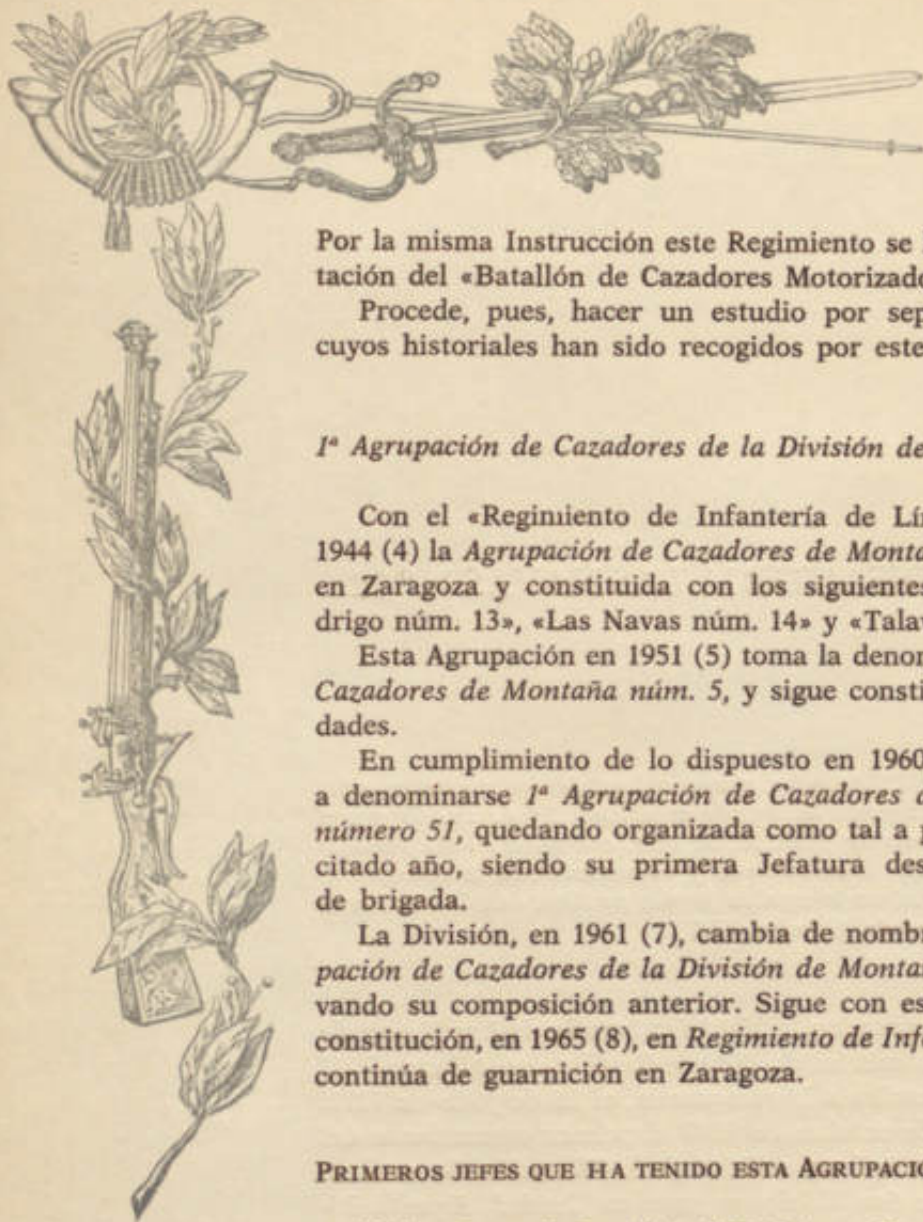 Por la misma Instrucción este Regimiento se
tación del «Batallón de Cazadores Motorizad
Procede, pues, hacer un estudio por sep
cuyos historiales han sido recogidos por este
1ª Agrupación de Cazadores de la División de
Con el «Regimiento de Infantería de Lí
1944 (4) la Agrupación de Cazadores de Mont
en Zaragoza y constituida con los siguientes
drigo núm. 13», «Las Navas núm. 14» y «Tala
Esta Agrupación en 1951 (5) toma la denom
Cazadores de Montaña núm. 5, y sigue consti
dades.
En cumplimiento de lo dispuesto en 1960
a denominarse 1ª Agrupación de Cazadores
número 51, quedando organizada como tal a
citado año, siendo su primera Jefatura des
de brigada.
La División, en 1961 (7), cambia de nomb
pación de Cazadores de la División de Monta
vando su composición anterior. Sigue con es
constitución, en 1965 (8), en Regimiento de Inf
continúa de guarnición en Zaragoza.
PRIMEROS JEFES QUE HA TENIDO ESTA AGRUPACIO